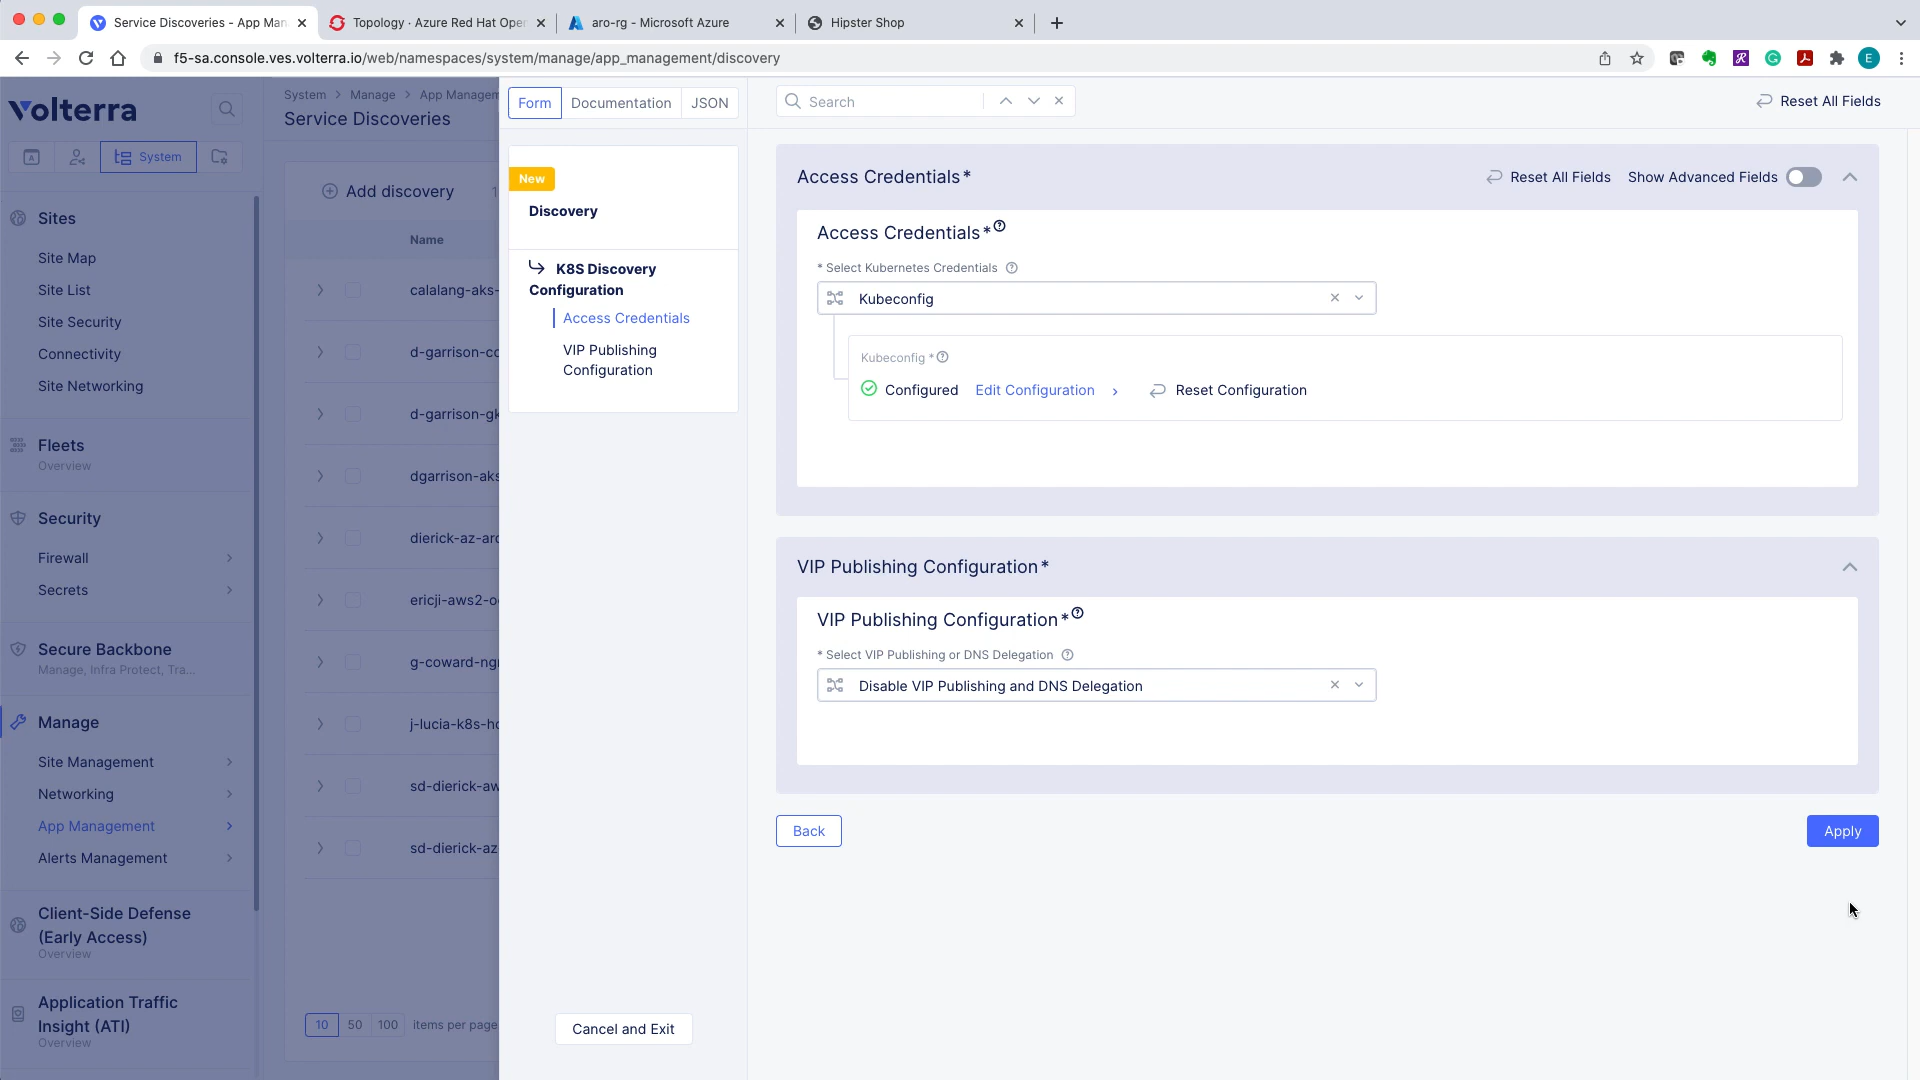 Service Discoveries - App Man
Topology · Azure Red Hat Oper
aro-rg - Microsoft Azure
Hipster Shop
f5-sa.console.ves.volterra.io/web/namespaces/system/manage/app_management/discovery
E
Volterra
System
Sites
Site Map
Site List
Site Security
Connectivity
Site Networking
Fleets
Overview
Security
Firewall
Secrets
Secure Backbone
Manage, Infra Protect, Tra...
Manage
Site Management
Networking
App Management
Alerts Management
Client-Side Defense
(Early Access)
Overview
Application Traffic
Insight (ATI)
Overview
System > Manage > App Managem
Service Discoveries
Add discovery
Name
calalang-aks-
d-garrison-co
d-garrison-gk
dgarrison-aks
dierick-az-aro
ericji-aws2-o
g-coward-ngi
j-lucia-k8s-ho
sd-dierick-aw
sd-dierick-az
10 50 100 items per page
Form Documentation JSON
New
Discovery
K8S Discovery
Configuration
Access Credentials
VIP Publishing
Configuration
Cancel and Exit
Search
Reset All Fields
Access Credentials*
Reset All Fields Show Advanced Fields
Access Credentials*
* Select Kubernetes Credentials
Kubeconfig
Kubeconfig *
Configured Edit Configuration > Reset Configuration
VIP Publishing Configuration*
VIP Publishing Configuration*
* Select VIP Publishing or DNS Delegation
Disable VIP Publishing and DNS Delegation
Back
Apply